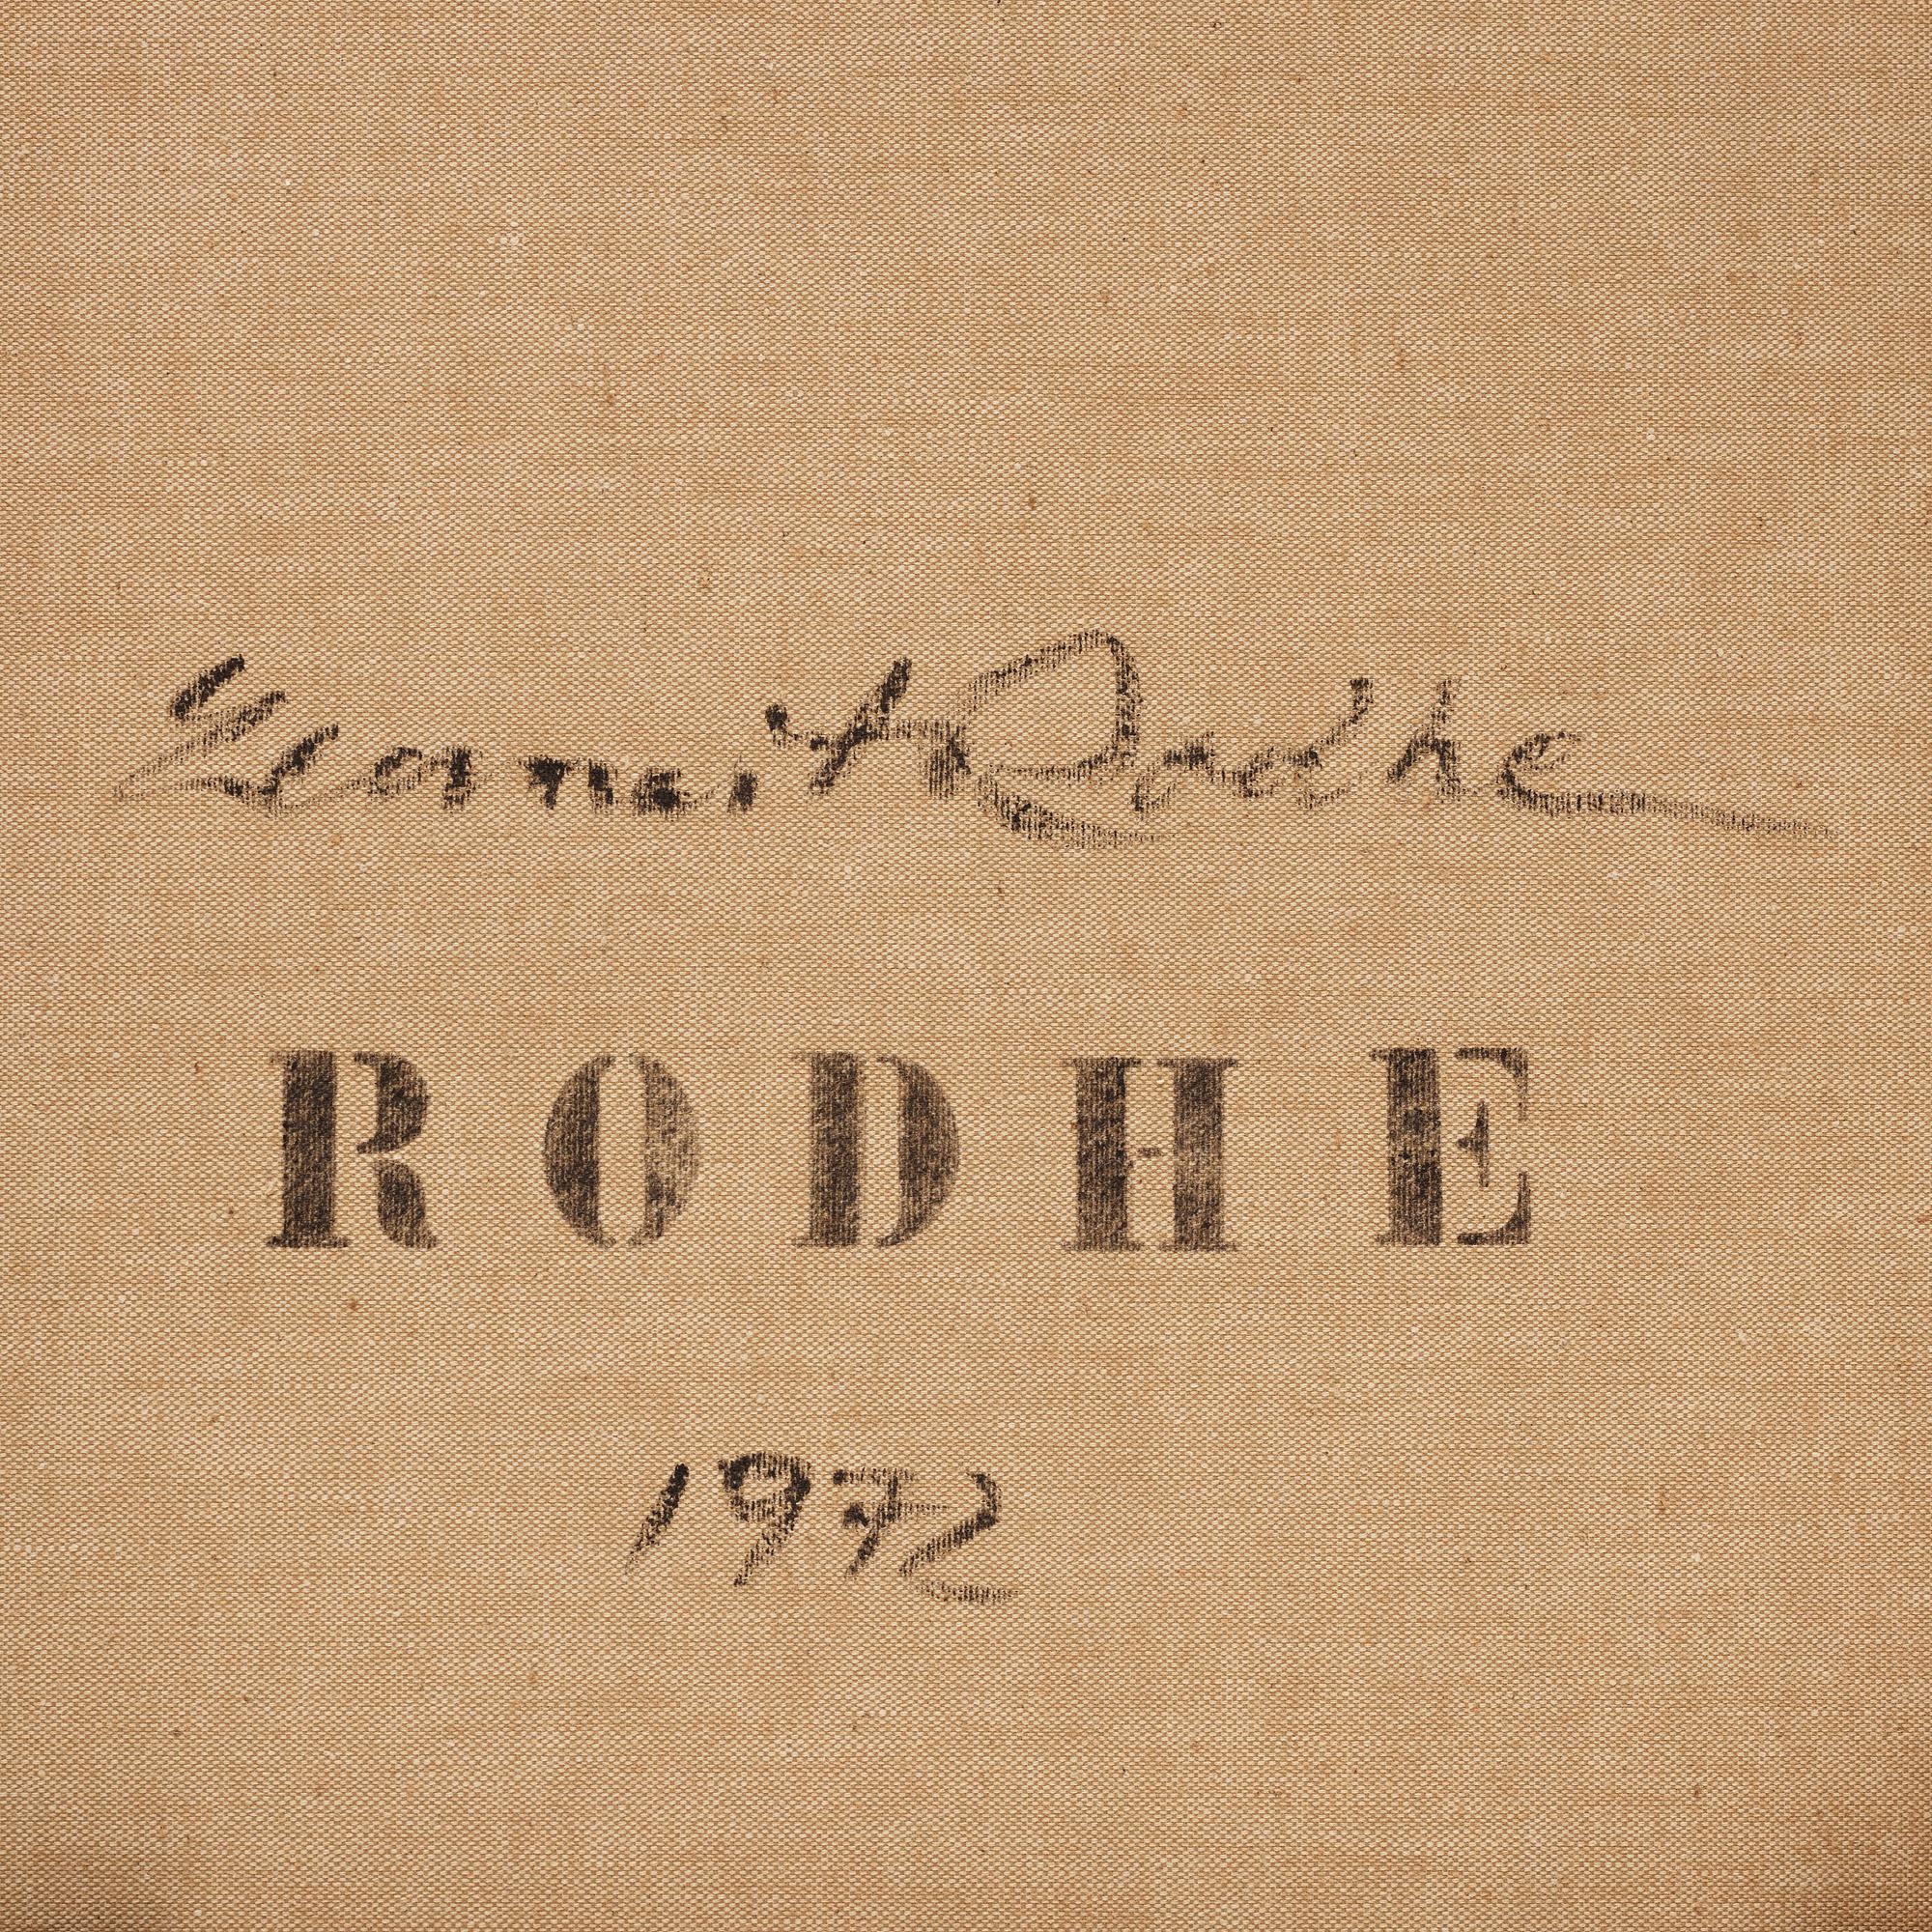 Lennart Rodhe
RODHE
1972